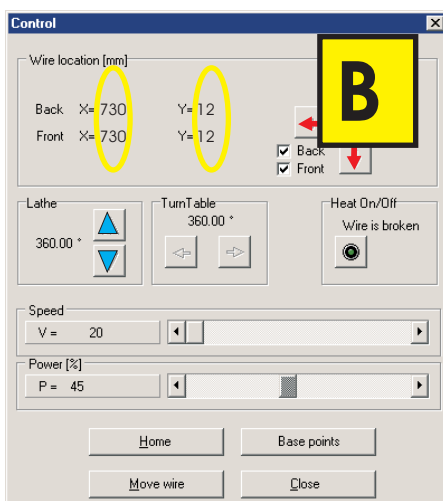 Control
Wire location [mm]
B
Back X= 730 Y= 12
Front X= 730 Y= 12
Back
Front
Lathe
TurnTable
Heat On/Off
360.00 °
360.00 °
Wire is broken
Speed
V = 20
Power [%]
P = 45
Home
Base points
Move wire
Close